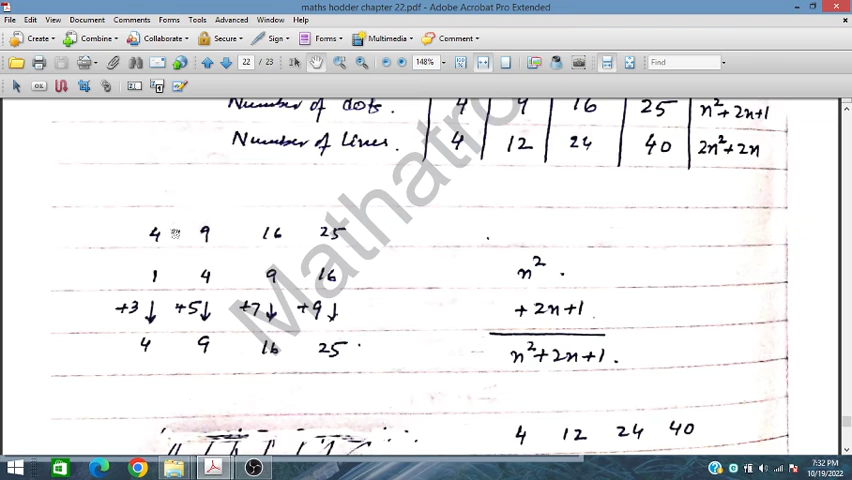 maths hodder chapter 22.pdf - Adobe Acrobat Pro Extended
File Edit View Document Comments Forms Tools Advanced Window Help
Create Combine Collaborate Secure Sign Forms Multimedia Comment
22 / 23 148% Find
Number of dots. 4 9 16 25 n²+2n+1
Number of lines. 4 12 24 40 2n²+2n
Mathatro
4 9 16 25
1 4 9 16 n².
+3↓ +5↓ +7↓ +9↓ +2n+1
4 9 16 25. n²+2n+1.
4 12 24 40
7:32 PM
10/19/2022